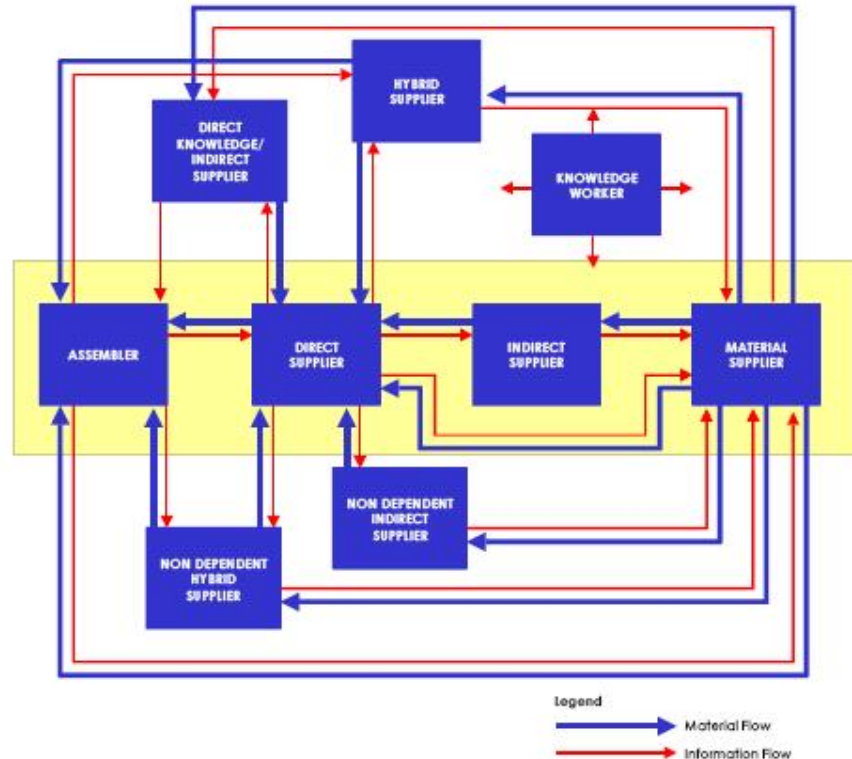 HYBRID
SUPPLIER
DIRECT
KNOWLEDGE/
INDIRECT
SUPPLIER
KNOWLEDGE
WORKER
ASSEMBLER
DIRECT
SUPPLIER
INDIRECT
SUPPLIER
MATERIAL
SUPPLIER
NON DEPENDENT
INDIRECT
SUPPLIER
NON DEPENDENT
HYBRID
SUPPLIER
Legend
Material Flow
Information Flow